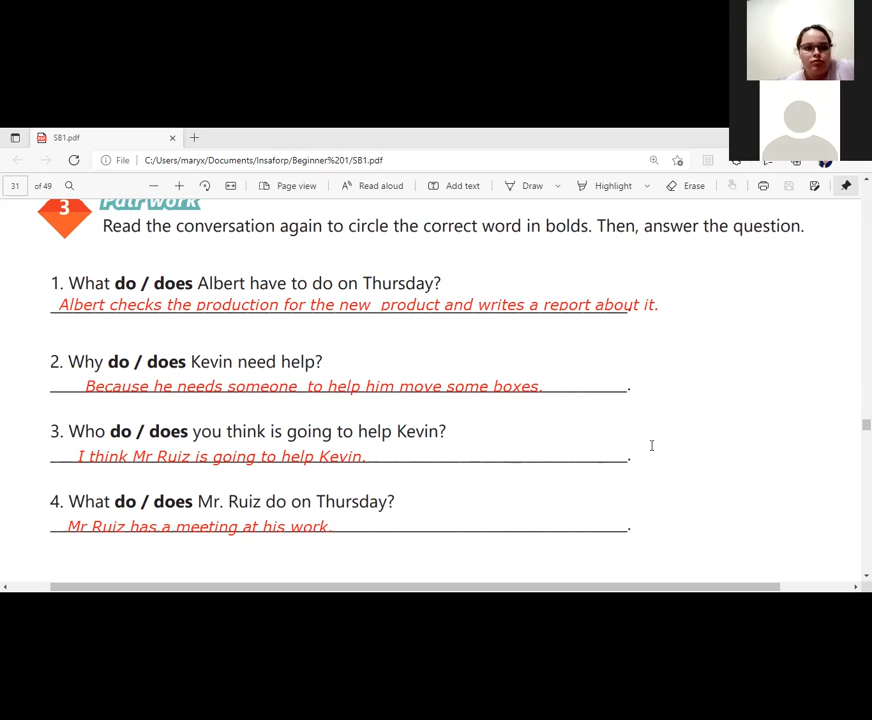 SB1.pdf
File C:/Users/maryx/Documents/Insaforp/Beginner%201/SB1.pdf
31 of 49 Page view Read aloud Add text Draw Highlight Erase
3 Pair Work
Read the conversation again to circle the correct word in bolds. Then, answer the question.
1. What do / does Albert have to do on Thursday?
Albert checks the production for the new product and writes a report about it.
2. Why do / does Kevin need help?
Because he needs someone to help him move some boxes.
3. Who do / does you think is going to help Kevin?
I think Mr Ruiz is going to help Kevin.
4. What do / does Mr. Ruiz do on Thursday?
Mr Ruiz has a meeting at his work.